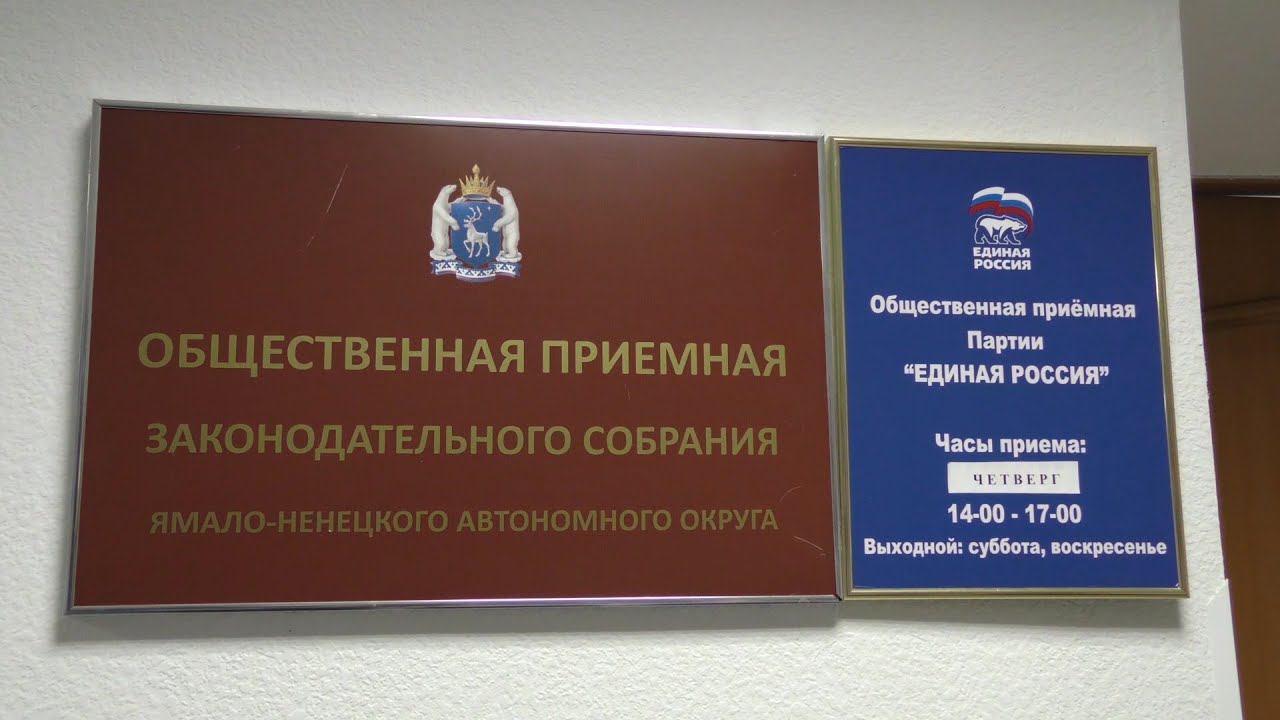 ОБЩЕСТВЕННАЯ ПРИЕМНАЯ
ЗАКОНОДАТЕЛЬНОГО СОБРАНИЯ
ЯМАЛО-НЕНЕЦКОГО АВТОНОМНОГО ОКРУГА
ЕДИНАЯ
РОССИЯ
Общественная приёмная
Партии
“ЕДИНАЯ РОССИЯ”
Часы приема:
ЧЕТВЕРГ
14-00 - 17-00
Выходной: суббота, воскресенье